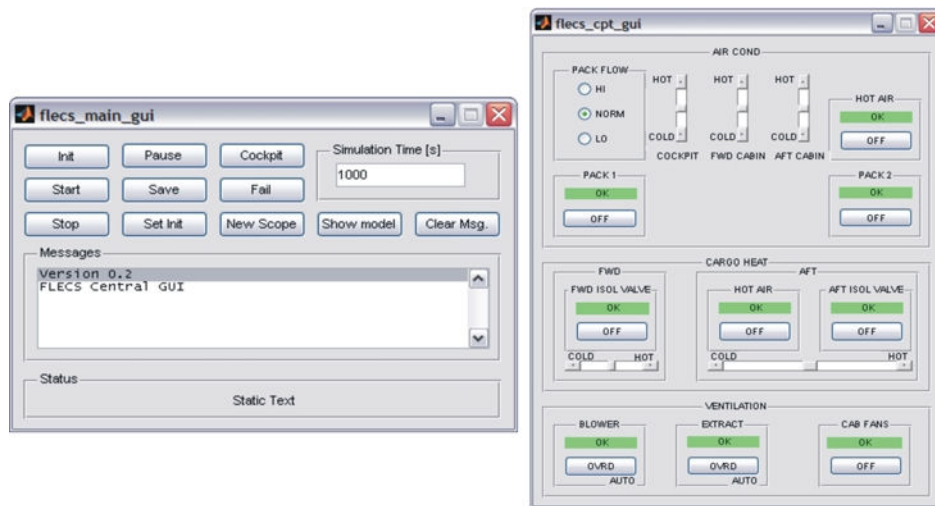 flecs_main_gui
Init
Pause
Cockpit
Simulation Time [s]
1000
Start
Save
Fail
Stop
Set Init
New Scope
Show model
Clear Msg.
Messages
Version 0.2
FLECS Central GUI
Status
Static Text
flecs_cpt_gui
AIR COND
PACK FLOW
HI
NORM
LO
HOT HOT HOT
COLD COLD COLD
COCKPIT FWD CABIN AFT CABIN
HOT AIR
OK
OFF
PACK 1
OK
OFF
PACK 2
OK
OFF
CARGO HEAT
FWD
FWD ISOL VALVE
OK
OFF
COLD HOT
AFT
HOT AIR
OK
OFF
AFT ISOL VALVE
OK
OFF
COLD HOT
VENTILATION
BLOWER
OK
OVRD
AUTO
EXTRACT
OK
OVRD
AUTO
CAB FANS
OK
OFF